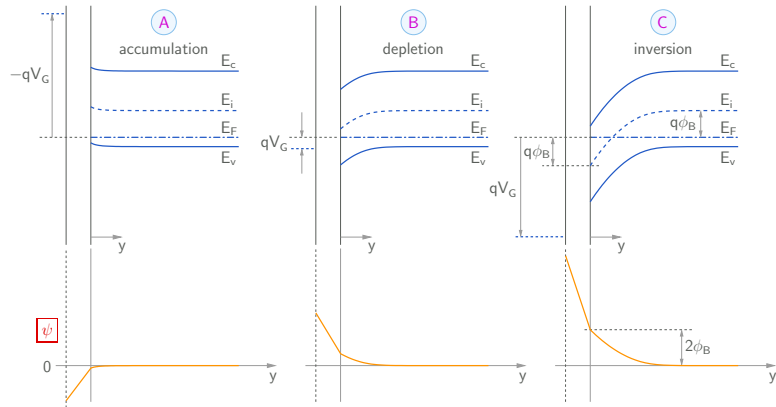 A
accumulation
−qV_G
E_c
E_i
E_F
E_v
y
B
depletion
qV_G
E_c
E_i
E_F
E_v
y
C
inversion
qV_G
qϕ_B
qϕ_B
E_c
E_i
E_F
E_v
y
ψ
0
y
y
2ϕ_B
y